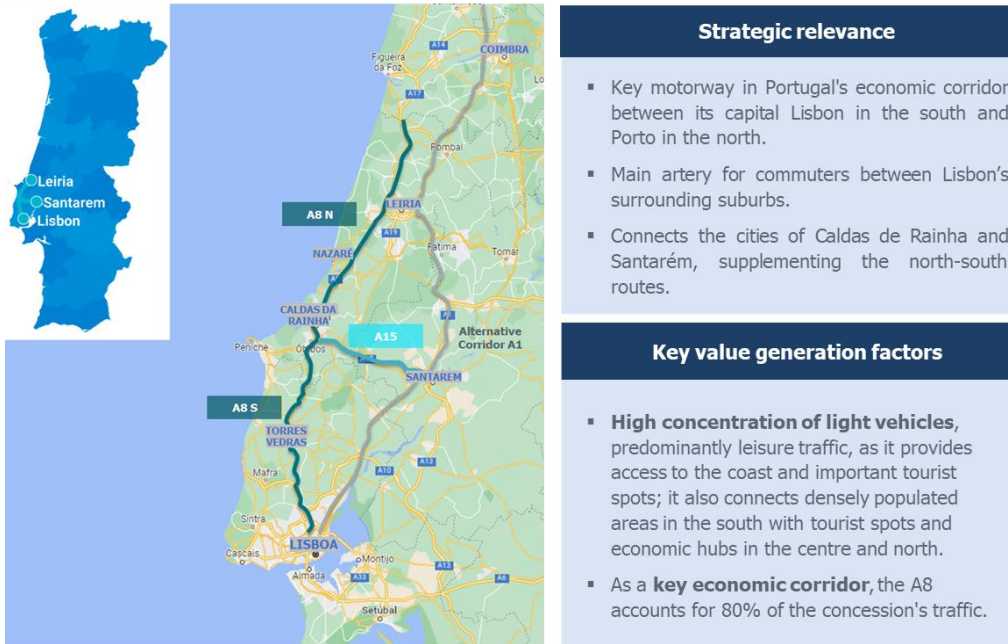 Leiria
Santarem
Lisbon
A14
COIMBRA
Figueira
da Foz
A17
Pombal
A8 N
LEIRIA
A19
Fatima
Tomar
NAZARÉ
CALDAS DA
RAINHA
A15
Alternative
Corridor A1
Peniche
Óbidos
SANTAREM
A8 S
TORRES
VEDRAS
A13
A10
Mafra
Sintra
LISBOA
Cascais
Montijo
Almada
A33
A13
A6
Setúbal
Strategic relevance
▪ Key motorway in Portugal's economic corridor
between its capital Lisbon in the south and
Porto in the north.
▪ Main artery for commuters between Lisbon’s
surrounding suburbs.
▪ Connects the cities of Caldas de Rainha and
Santarém, supplementing the north-south
routes.
Key value generation factors
▪ High concentration of light vehicles,
predominantly leisure traffic, as it provides
access to the coast and important tourist
spots; it also connects densely populated
areas in the south with tourist spots and
economic hubs in the centre and north.
▪ As a key economic corridor, the A8
accounts for 80% of the concession's traffic.